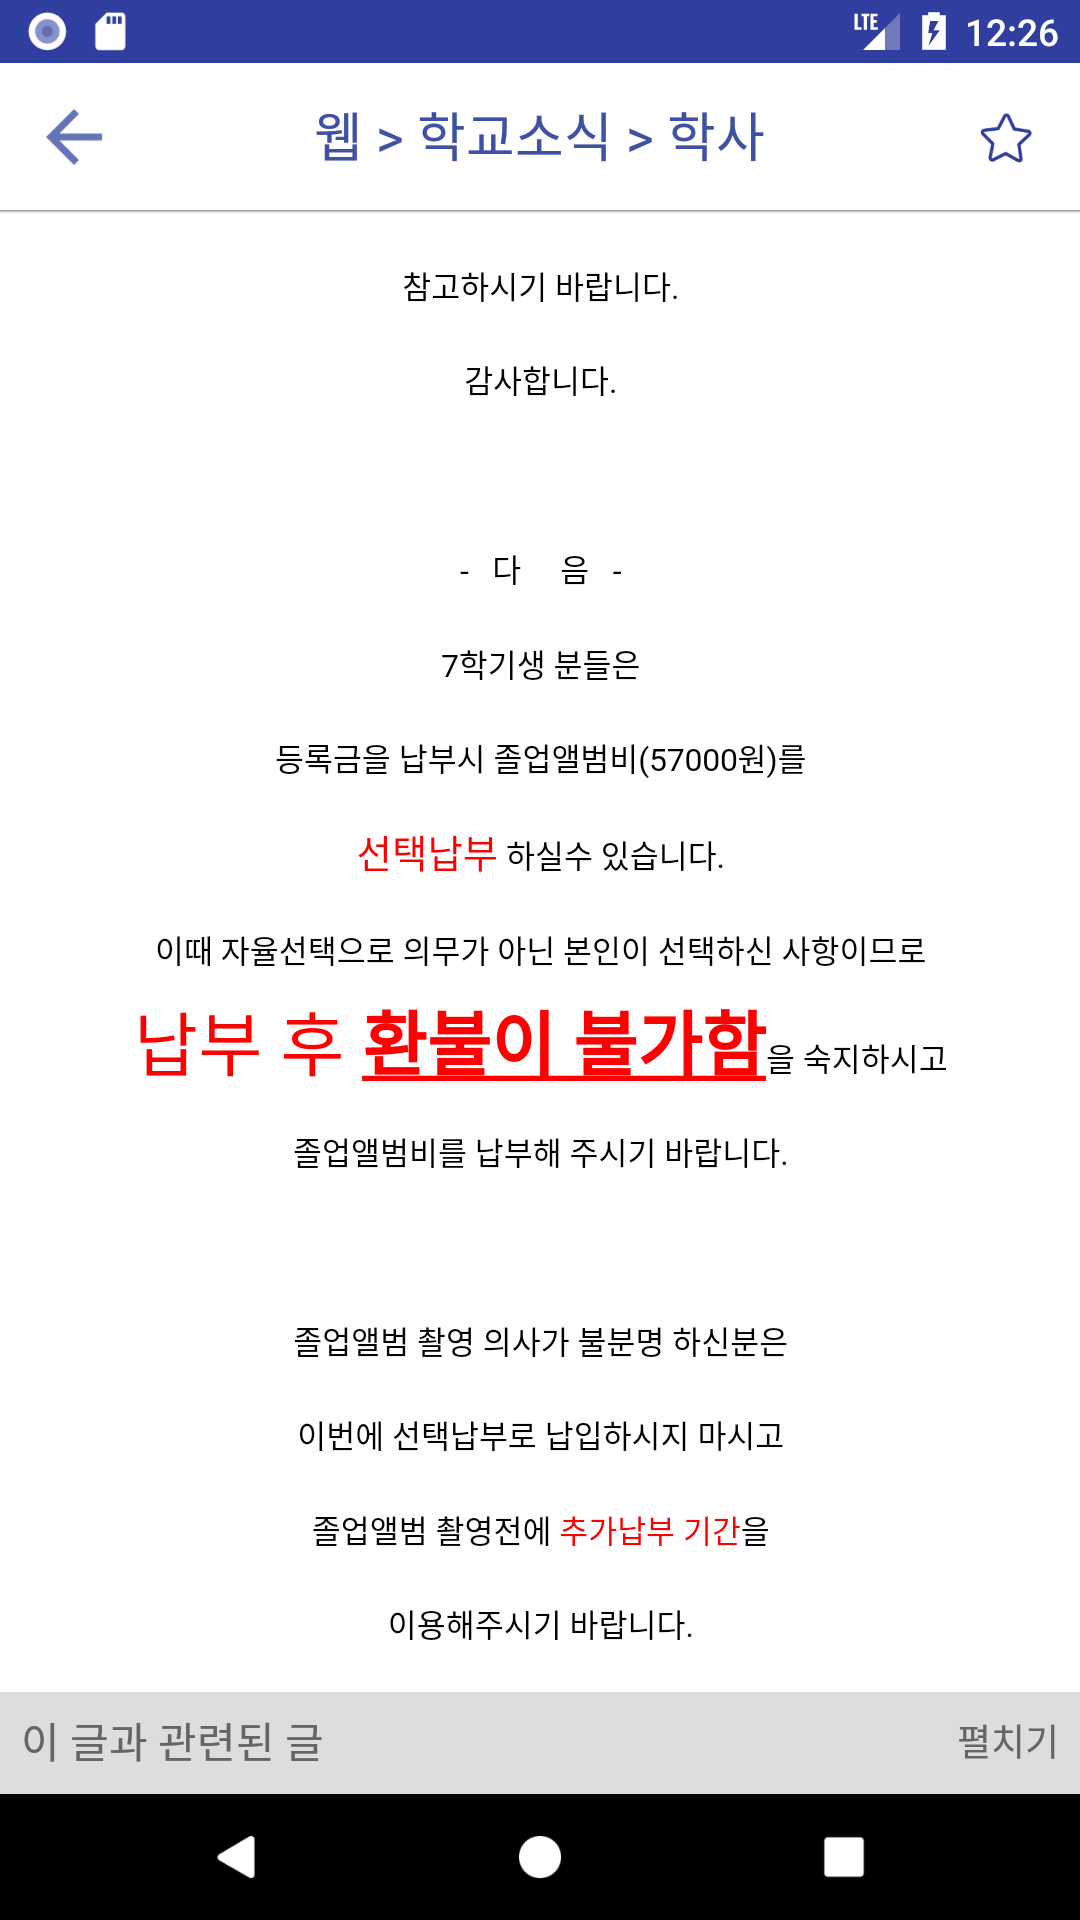 LTE 12:26
웹 > 학교소식 > 학사
참고하시기 바랍니다.
감사합니다.
- 다 음 -
7학기생 분들은
등록금을 납부시 졸업앨범비(57000원)를
선택납부 하실수 있습니다.
이때 자율선택으로 의무가 아닌 본인이 선택하신 사항이므로
납부 후 환불이 불가함을 숙지하시고
졸업앨범비를 납부해 주시기 바랍니다.
졸업앨범 촬영 의사가 불분명 하신분은
이번에 선택납부로 납입하시지 마시고
졸업앨범 촬영전에 추가납부 기간을
이용해주시기 바랍니다.
이 글과 관련된 글 펼치기